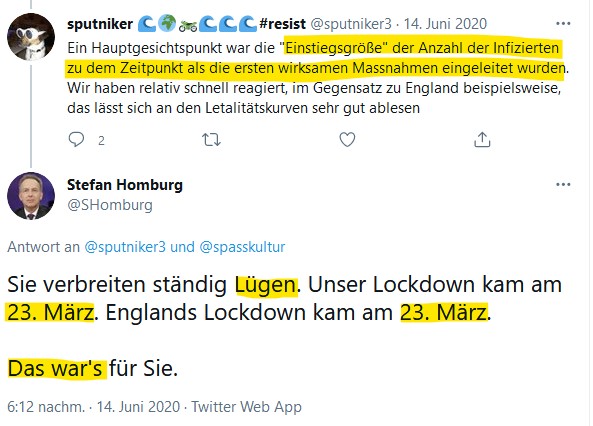 sputniker 🌊🌍🏍️🌊🌊🌊#resist @sputniker3 · 14. Juni 2020
Ein Hauptgesichtspunkt war die "Einstiegsgröße" der Anzahl der Infizierten
zu dem Zeitpunkt als die ersten wirksamen Massnahmen eingeleitet wurden.
Wir haben relativ schnell reagiert, im Gegensatz zu England beispielsweise,
das lässt sich an den Letalitätskurven sehr gut ablesen
2
Stefan Homburg
@SHomburg
Antwort an @sputniker3 und @spasskultur
Sie verbreiten ständig Lügen. Unser Lockdown kam am
23. März. Englands Lockdown kam am 23. März.
Das war's für Sie.
6:12 nachm. · 14. Juni 2020 · Twitter Web App